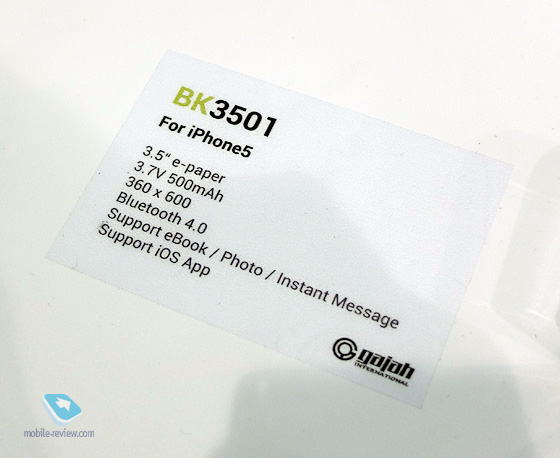 BK3501
For iPhone5
3.5" e-paper
3.7V 500mAh
360 x 600
Bluetooth 4.0
Support eBook / Photo / Instant Message
Support iOS App
gajah
INTERNATIONAL
mobile-review.com